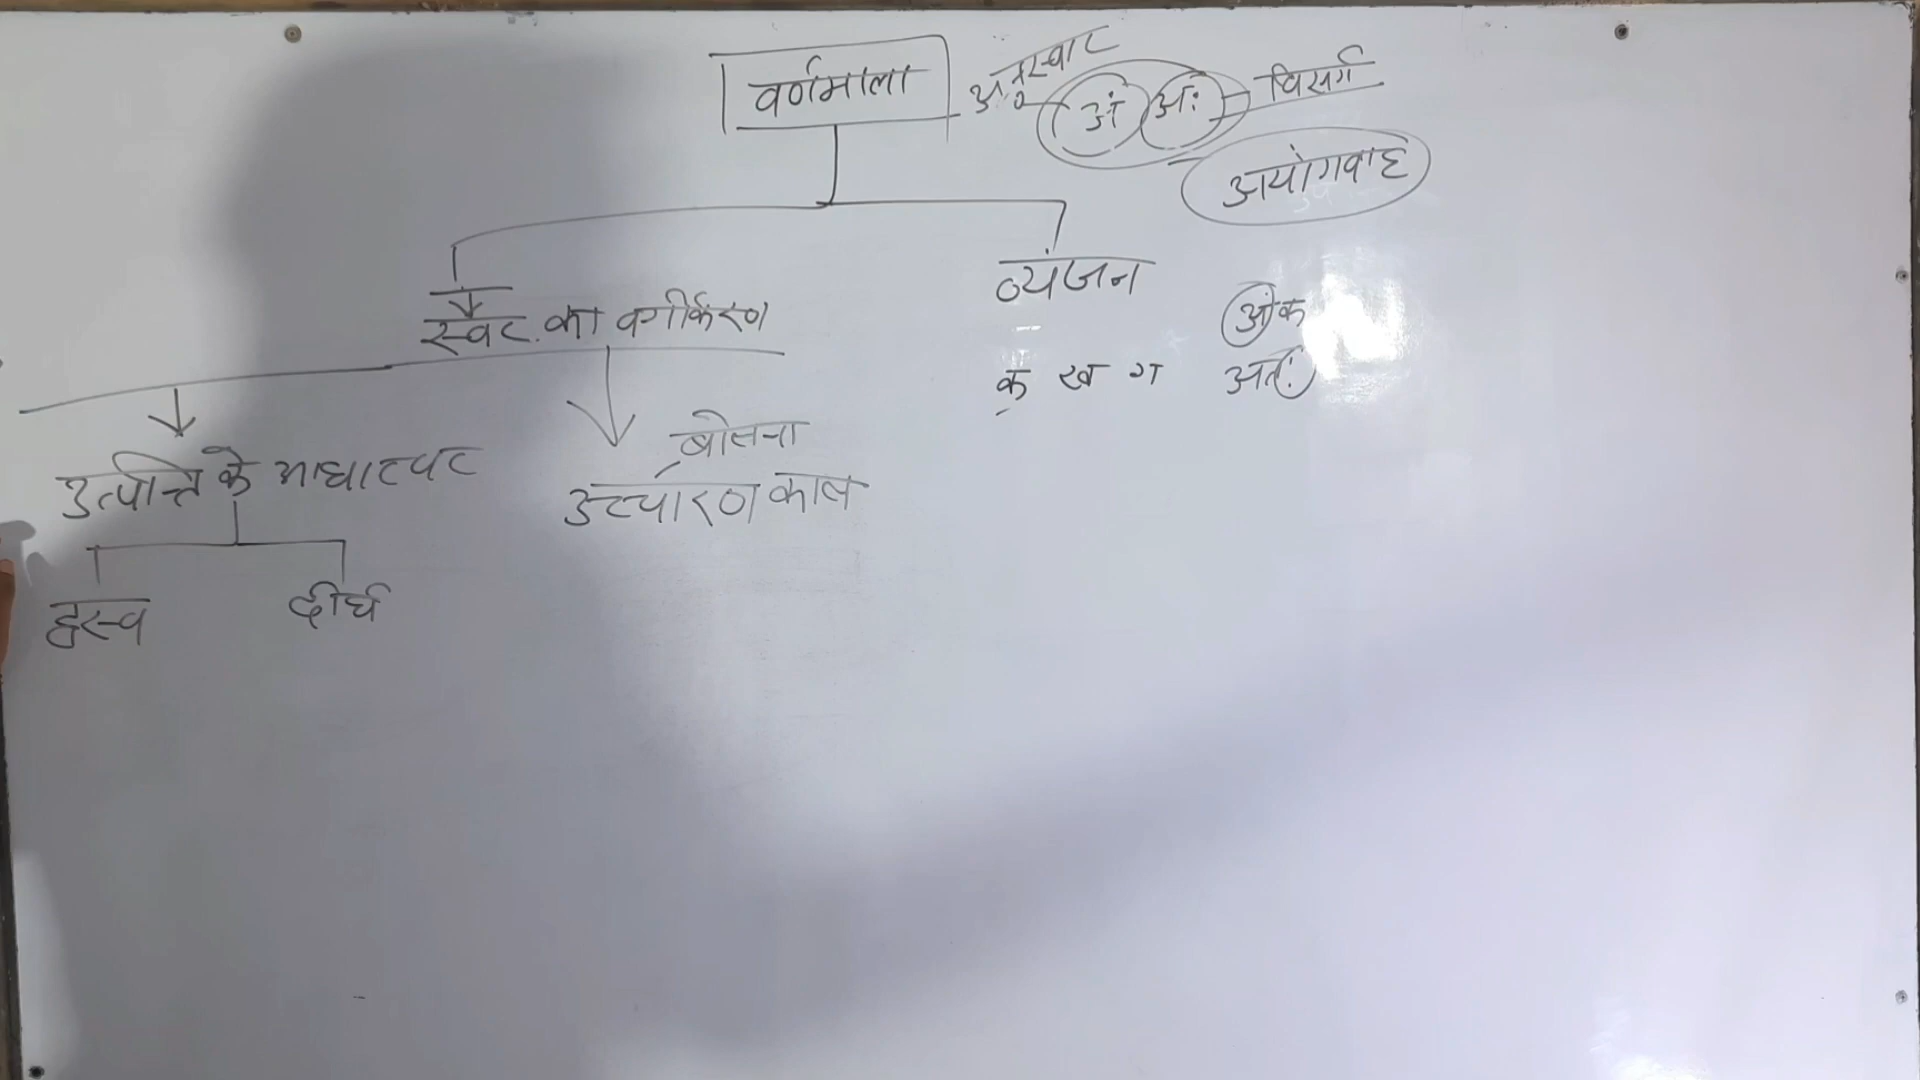 वर्णमाला
अनुस्वार
अं अः
विसर्ग
अयोगवाह
स्वर का वर्गीकरण
व्यंजन
क ख ग
अंक
अतः
उत्पत्ति के आधार पर
बोलना
उच्चारण काल
ह्रस्व
दीर्घ